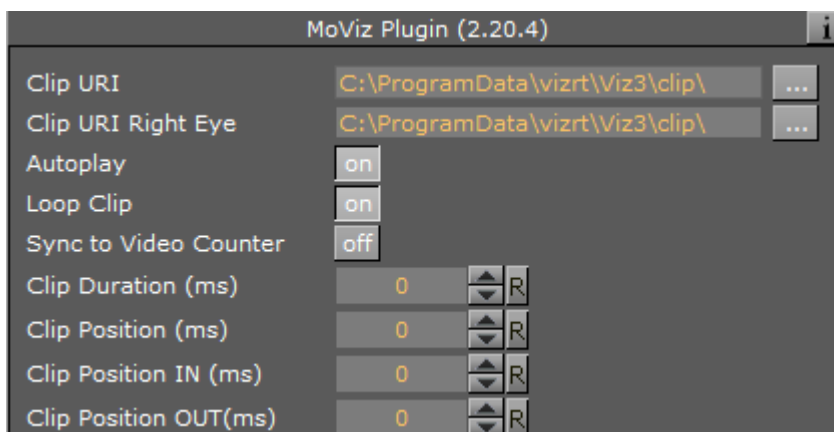 MoViz Plugin (2.20.4) i
Clip URI C:\ProgramData\vizrt\Viz3\clip\ ...
Clip URI Right Eye C:\ProgramData\vizrt\Viz3\clip\ ...
Autoplay on
Loop Clip on
Sync to Video Counter off
Clip Duration (ms) 0 R
Clip Position (ms) 0 R
Clip Position IN (ms) 0 R
Clip Position OUT(ms) 0 R